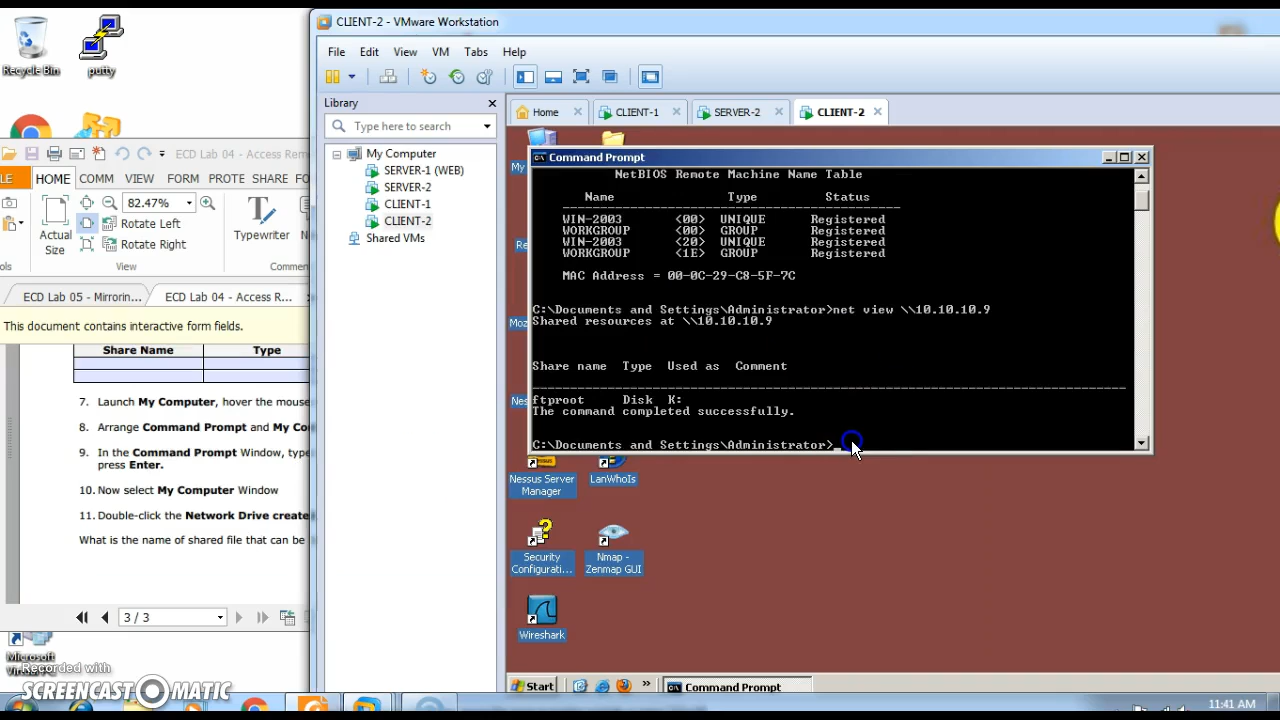 CLIENT-2 - VMware Workstation
File Edit View VM Tabs Help
Recycle Bin
putty
Library
Type here to search
My Computer
SERVER-1 (WEB)
SERVER-2
CLIENT-1
CLIENT-2
Shared VMs
Home CLIENT-1 SERVER-2 CLIENT-2
ECD Lab 04 - Access Rem
LE HOME COMM VIEW FORM PROTE SHARE
Actual Size
82.47%
Rotate Left
Rotate Right
Typewriter
View
Comme
ECD Lab 05 - Mirrorin... ECD Lab 04 - Access R...
This document contains interactive form fields.
Share Name Type
7. Launch My Computer, hover the mouse
8. Arrange Command Prompt and My Co
9. In the Command Prompt Window, type
press Enter.
10. Now select My Computer Window
11. Double-click the Network Drive create
What is the name of shared file that can be
3 / 3
Microsoft
Recorded with
SCREENCAST MATIC
Command Prompt
NetBIOS Remote Machine Name Table
Name Type Status
WIN-2003 <00> UNIQUE Registered
WORKGROUP <00> GROUP Registered
WIN-2003 <20> UNIQUE Registered
WORKGROUP <1E> GROUP Registered
MAC Address = 00-0C-29-C8-5F-7C
C:\Documents and Settings\Administrator>net view \\10.10.10.9
Shared resources at \\10.10.10.9
Share name Type Used as Comment
ftproot Disk K:
The command completed successfully.
C:\Documents and Settings\Administrator>
My
Re
Moz
Nes
Nessus Server Manager
LanWhoIs
Security Configurati...
Nmap - Zenmap GUI
Wireshark
Start
Command Prompt
11:41 AM